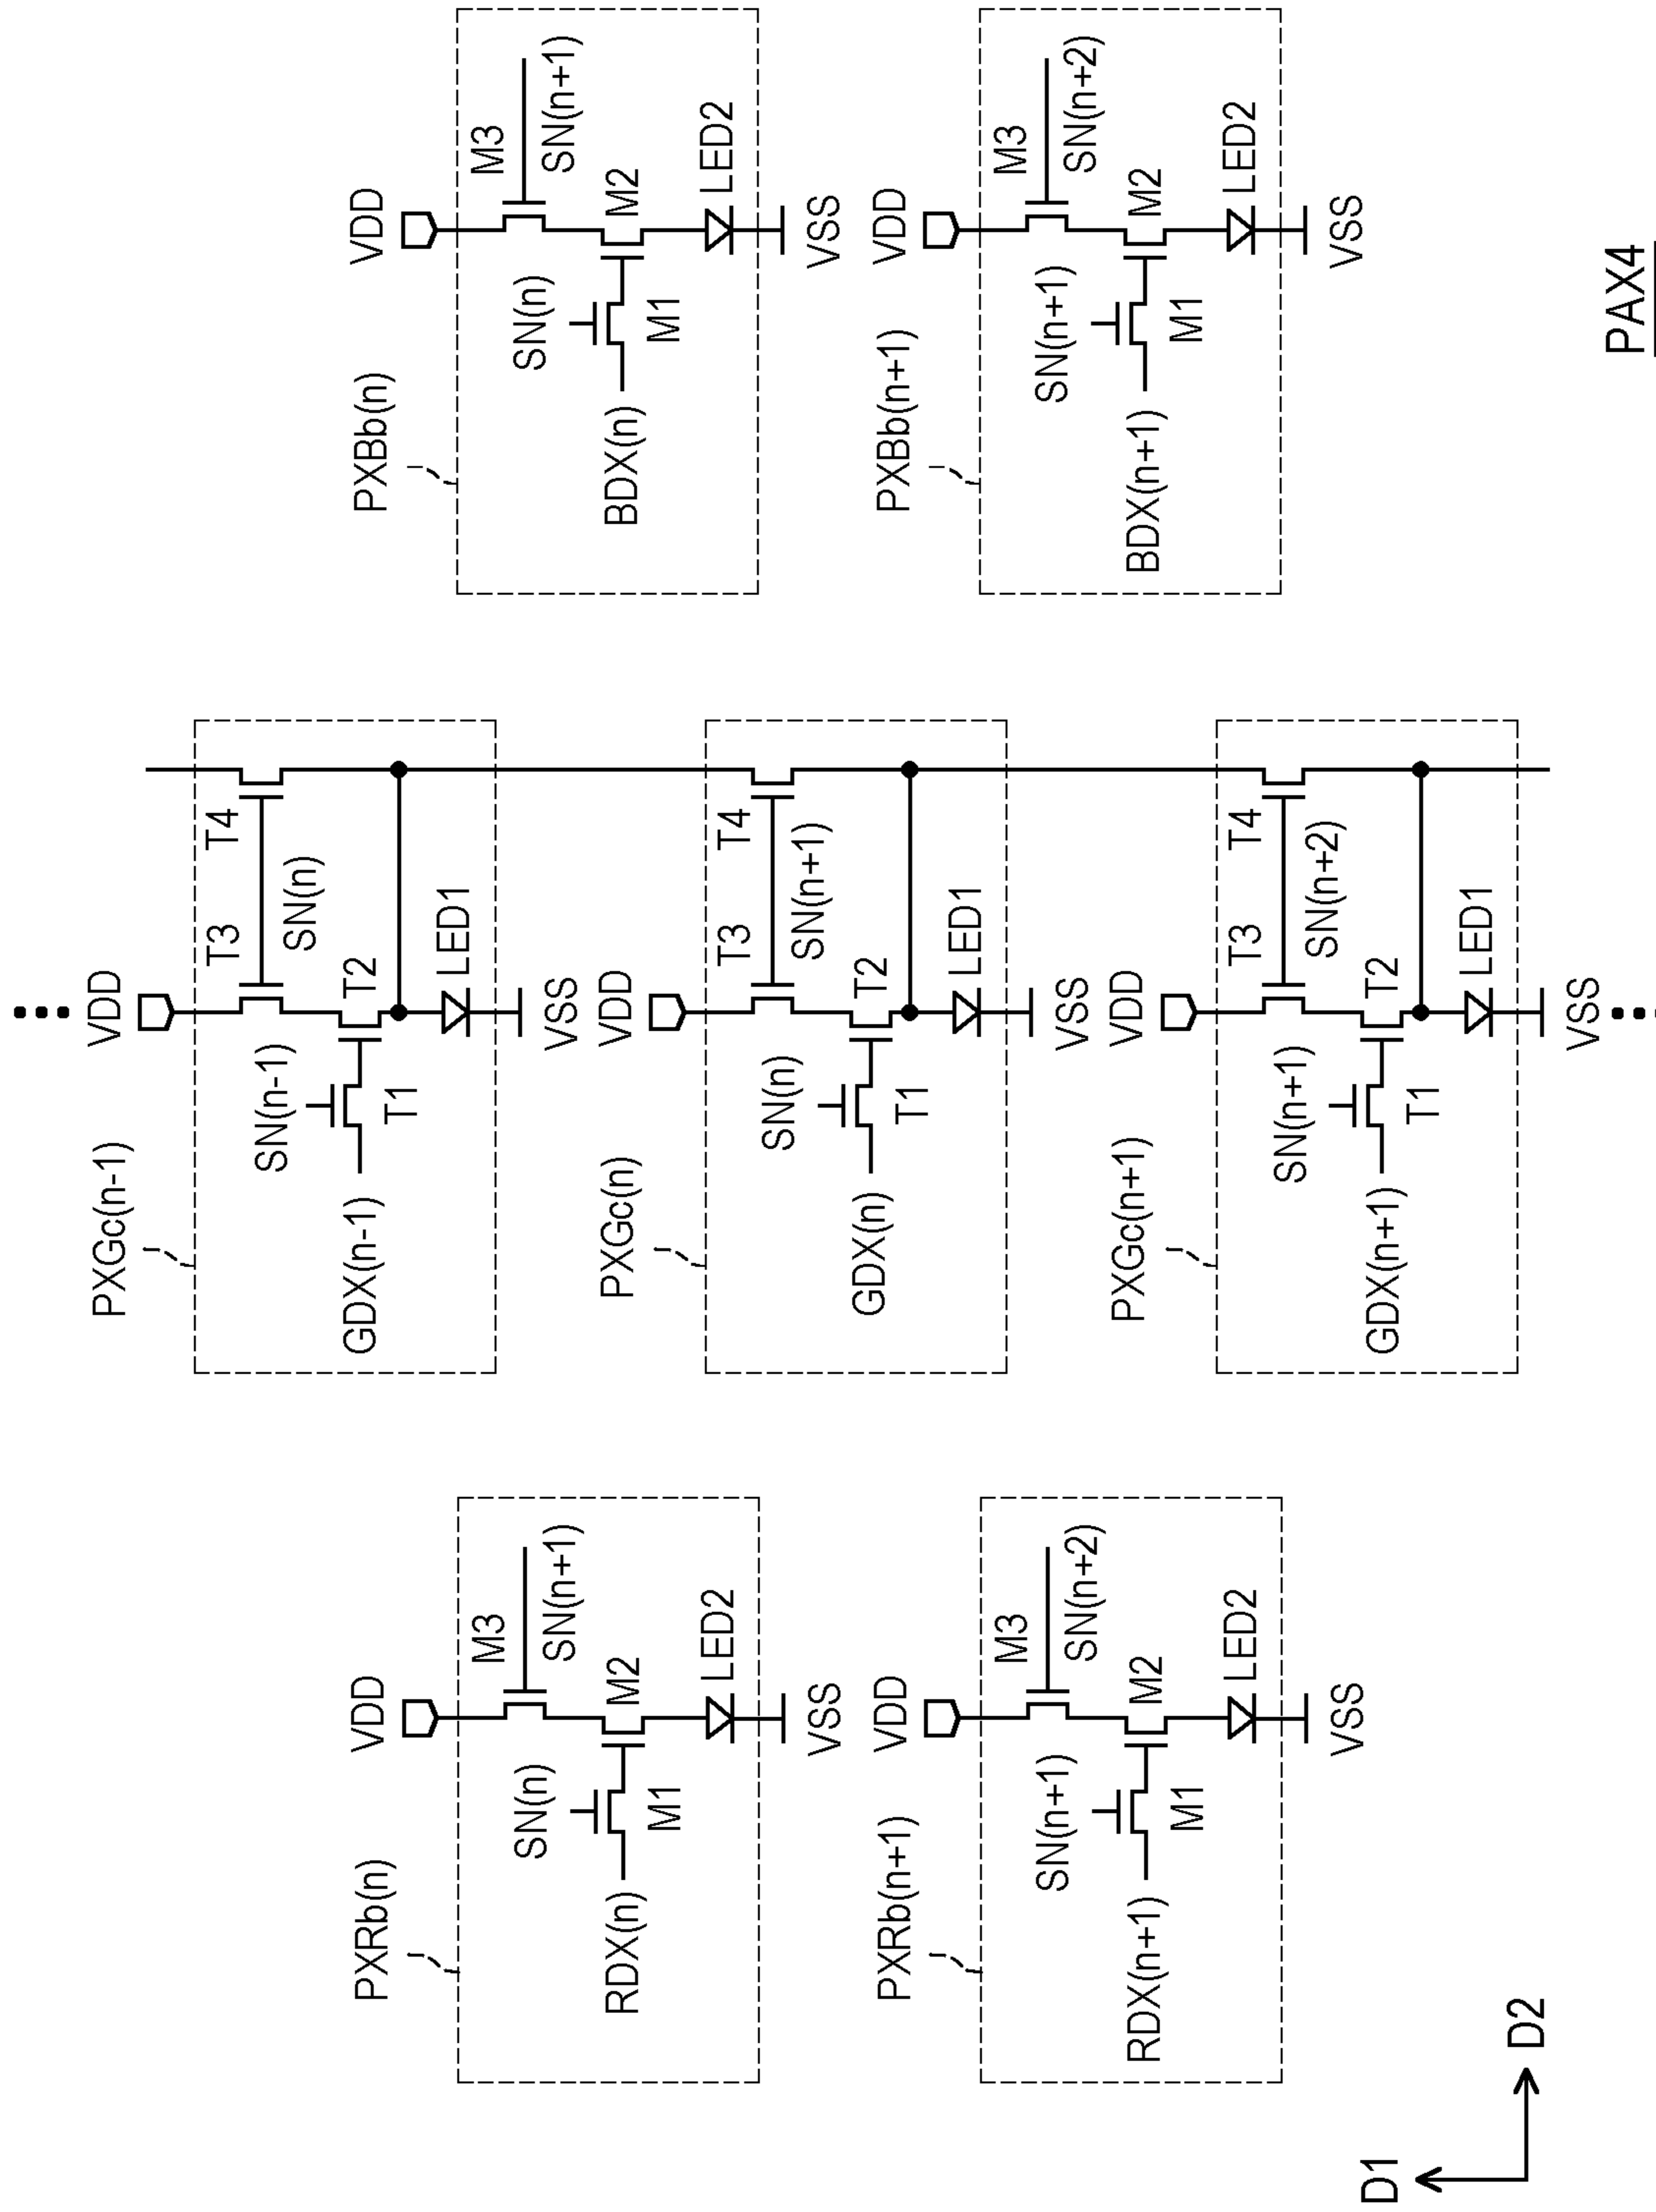 PXRb(n)
VDD
M3
SN(n+1)
SN(n)
M2
RDX(n)
M1
LED2
VSS
PXRb(n+1)
VDD
M3
SN(n+2)
SN(n+1)
M2
RDX(n+1)
M1
LED2
VSS
PXGc(n-1)
VDD
T3
T4
SN(n)
SN(n-1)
T2
GDX(n-1)
T1
LED1
VSS
PXGc(n)
VDD
T3
T4
SN(n+1)
SN(n)
T2
GDX(n)
T1
LED1
VSS
PXGc(n+1)
VDD
T3
T4
SN(n+2)
SN(n+1)
T2
GDX(n+1)
T1
LED1
VSS
PXBb(n)
VDD
M3
SN(n+1)
SN(n)
M2
BDX(n)
M1
LED2
VSS
PXBb(n+1)
VDD
M3
SN(n+2)
SN(n+1)
M2
BDX(n+1)
M1
LED2
VSS
D1
D2
PAX4